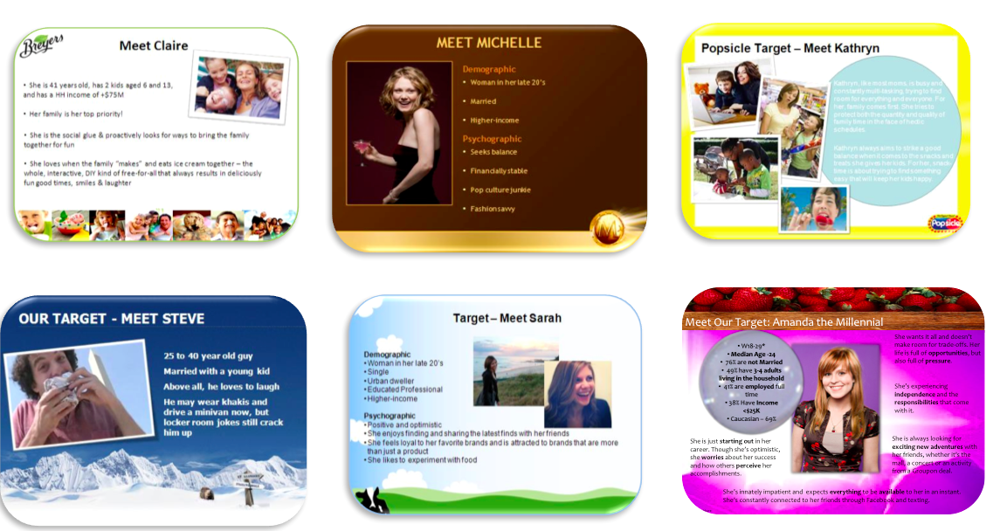 Breyers
Meet Claire
• She is 41 years old, has 2 kids aged 6 and 13,
and has a HH income of +$75M
• Her family is her top priority!
• She is the social glue & proactively looks for ways to bring the family
together for fun
• She loves when the family “makes” and eats ice cream together – the
whole, interactive, DIY kind of free-for-all that always results in deliciously
fun good times, smiles & laughter
MEET MICHELLE
Demographic
• Woman in her late 20's
• Married
• Higher-income
Psychographic
• Seeks balance
• Financially stable
• Pop culture junkie
• Fashion savvy
M
Popsicle Target – Meet Kathryn
Kathryn, like most moms, is busy and
constantly multi-tasking, trying to find
room for everything and everyone. For
her, family comes first. She tries to
protect both the quantity and quality of
family time in the face of hectic
schedules.
Kathryn always aims to strike a good
balance when it comes to the snacks and
treats she gives her kids. For her, snack-
time is about trying to find something
easy that will keep her kids happy.
Popsicle
OUR TARGET - MEET STEVE
25 to 40 year old guy
Married with a young kid
Above all, he loves to laugh
He may wear khakis and
drive a minivan now, but
locker room jokes still crack
him up
Target – Meet Sarah
Demographic
• Woman in her late 20's
• Single
• Urban dweller
• Educated Professional
• Higher-income
Psychographic
• Positive and optimistic
• She enjoys finding and sharing the latest finds with her friends
• She feels loyal to her favorite brands and is attracted to brands that are more
than just a product
• She likes to experiment with food
Meet Our Target: Amanda the Millennial
• W18-29*
• Median Age -24
• 76% are not Married
• 49% have 3-4 adults
living in the household
• 41% are employed full
time
• 38% Have Income
<$25K
• Caucasian – 69%
She is just starting out in her
career. Though she's optimistic,
she worries about her success
and how others perceive her
accomplishments.
She wants it all and doesn't
make room for trade-offs. Her
life is full of opportunities, but
also full of pressure.
She's experiencing
independence and the
responsibilities that come
with it.
She is always looking for
exciting new adventures with
her friends, whether it's the
mall, a concert or an activity
from a Groupon deal.
She's innately impatient and expects everything to be available to her in an instant.
She's constantly connected to her friends through Facebook and texting.